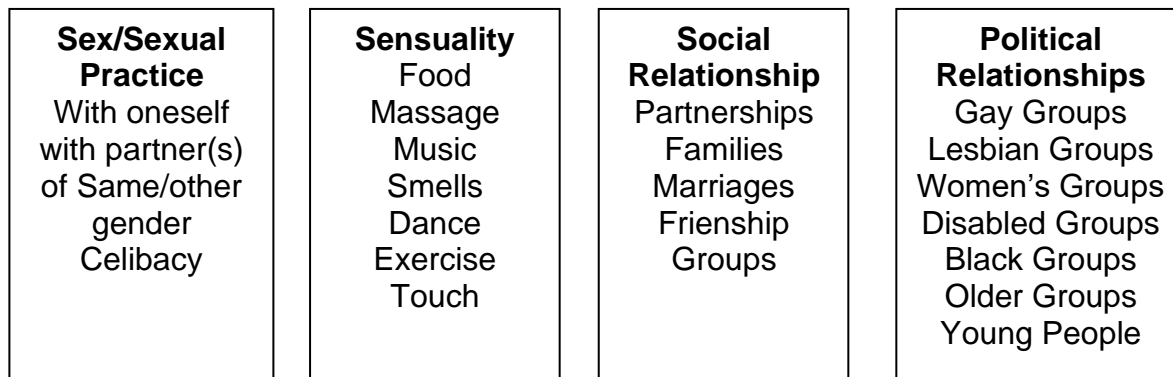 Sex/Sexual
Practice
With oneself
with partner(s)
of Same/other
gender
Celibacy
Sensuality
Food
Massage
Music
Smells
Dance
Exercise
Touch
Social
Relationship
Partnerships
Families
Marriages
Frienship
Groups
Political
Relationships
Gay Groups
Lesbian Groups
Women’s Groups
Disabled Groups
Black Groups
Older Groups
Young People